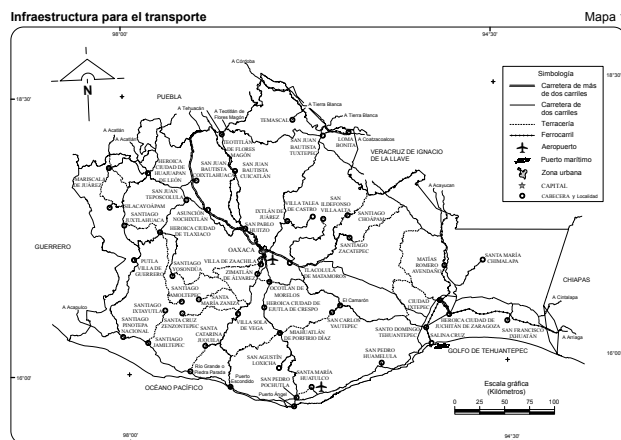 Infraestructura para el transporte
Mapa
98°00'
94°30'
A Córdoba
Simbología
Carretera de más
de dos carriles
Carretera de
dos carriles
Terracería
Ferrocarril
Aeropuerto
Puerto marítimo
Zona urbana
CAPITAL
CABECERA y Localidad
N
18°30'
18°30'
PUEBLA
A Tehuacán
A Teotitlán de
Flores Magón
A Tierra Blanca
A Tierra Blanca
TEMASCAL
LOMA
BONITA
A Coatzacoalcos
A Acatlán
A Acatlán
TEOTITLÁN
DE FLORES
MAGÓN
SAN JUAN
BAUTISTA
TUXTEPEC
VERACRUZ DE IGNACIO
DE LA LLAVE
HEROICA
CIUDAD DE
HUAJUAPAN
DE LEÓN
SAN JUAN
BAUTISTA
COIXTLAHUACA
SAN JUAN
BAUTISTA
CUICATLÁN
MARISCALA
DE JUÁREZ
A Acayucan
SAN JUAN
TEPOSCOLULA
SILACAYOÁPAM
ASUNCIÓN
NOCHIXTLÁN
IXTLÁN DE
JUÁREZ
VILLA TALEA
DE CASTRO
SAN
ILDEFONSO
VILLA ALTA
SANTIAGO
CHOÁPAM
SANTIAGO
JUXTLAHUACA
HEROICA CIUDAD
DE TLAXIACO
SAN PABLO
HUITZO
SANTIAGO
ZACATEPEC
GUERRERO
OAXACA
VILLA DE ZAACHILA
ZIMATLÁN
DE ÁLVAREZ
TLACOLULA
DE MATAMOROS
MATÍAS
ROMERO
AVENDAÑO
SANTA MARÍA
CHIMALAPA
CHIAPAS
PUTLA
VILLA DE
GUERRERO
SANTIAGO
YOSONDÚA
OCOTLÁN DE
MORELOS
HEROICA CIUDAD DE
EJUTLA DE CRESPO
SANTIAGO
AMOLTEPEC
SANTA
MARÍA ZANIZA
El Camarón
CIUDAD
IXTEPEC
A Cintalapa
A Acapulco
SANTIAGO
IXTAYUTLA
SANTA CRUZ
ZENZONTEPEC
VILLA SOLA
DE VEGA
SAN CARLOS
YAUTEPEC
HEROICA CIUDAD DE
JUCHITÁN DE ZARAGOZA
SAN FRANCISCO
IXHUATÁN
A Arriaga
SANTIAGO
PINOTEPA
NACIONAL
SANTIAGO
JAMILTEPEC
SANTA
CATARINA
JUQUILA
MIAHUATLÁN
DE PORFIRIO DÍAZ
SANTO DOMINGO
TEHUANTEPEC
SALINA CRUZ
GOLFO DE TEHUANTEPEC
SAN AGUSTÍN
LOXICHA
SAN PEDRO
HUAMELULA
Río Grande o
Piedra Parada
Puerto
Escondido
SAN PEDRO
POCHUTLA
SANTA MARÍA
HUATULCO
Puerto Ángel
OCÉANO PACÍFICO
16°00'
16°00'
Escala gráfica
(Kilómetros)
0 25 50 75 100
98°00'
94°30'